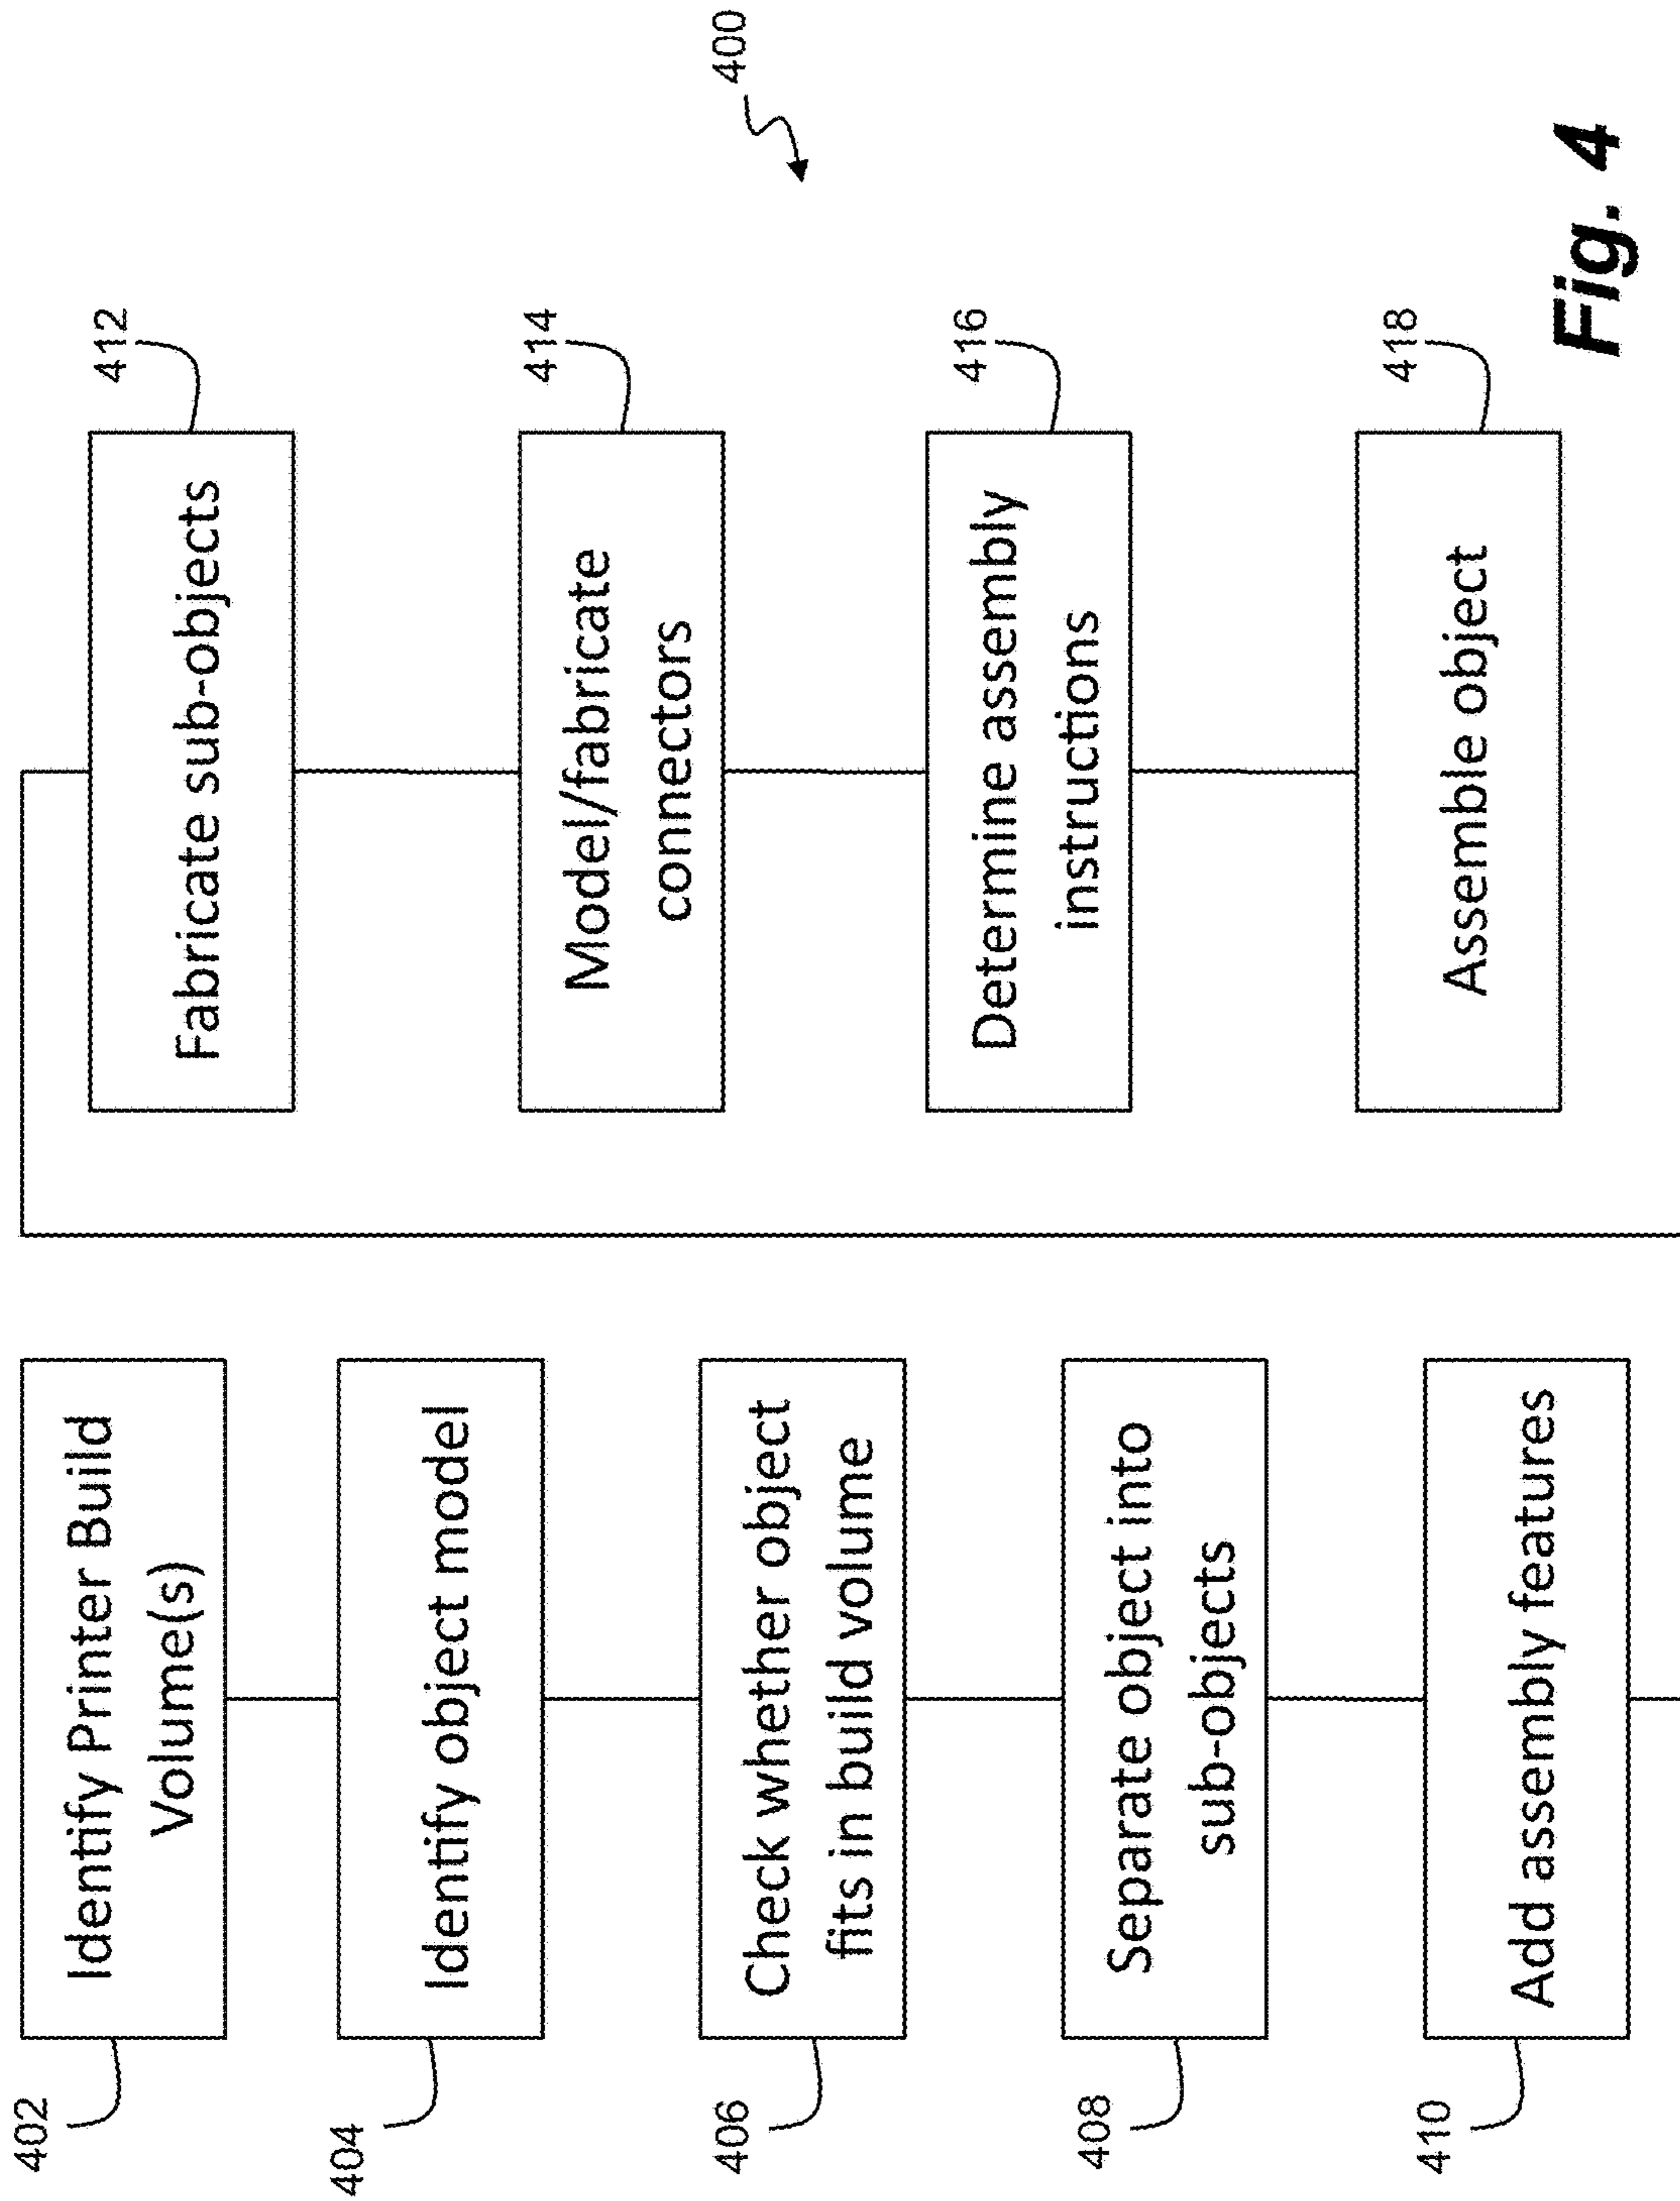 402
Identify Printer Build
Volume(s)
404
Identify object model
406
Check whether object
fits in build volume
408
Separate object into
sub-objects
410
Add assembly features
412
Fabricate sub-objects
414
Model/fabricate
connectors
416
Determine assembly
instructions
418
Assemble object
400
Fig. 4